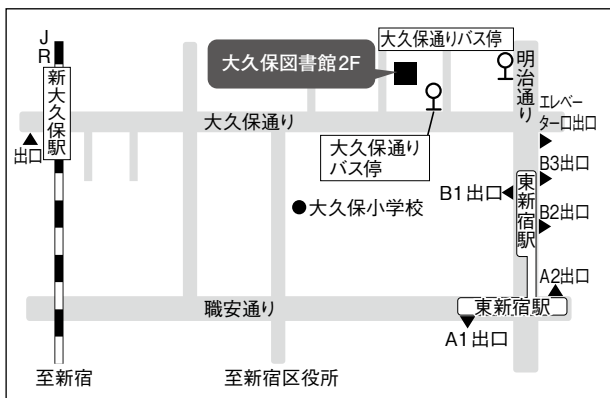 JR
新大久保駅
出口
大久保図書館2F
大久保通りバス停
明治通り
エレベー
ター口出口
大久保通り
大久保通り
バス停
B3出口
B1出口
東新宿駅
B2出口
大久保小学校
A2出口
職安通り
東新宿駅
A1出口
至新宿
至新宿区役所